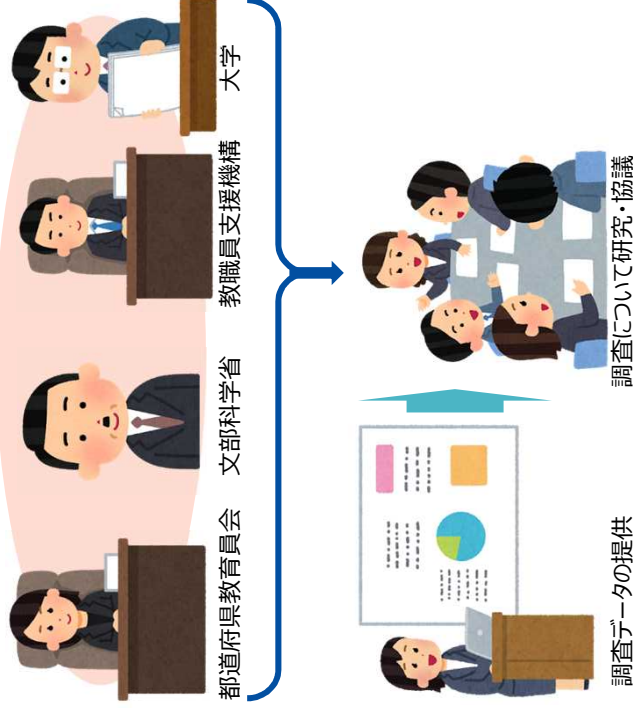 都道府県教育員会
文部科学省
教職員支援機構
大学
調査データの提供
調査について研究・協議